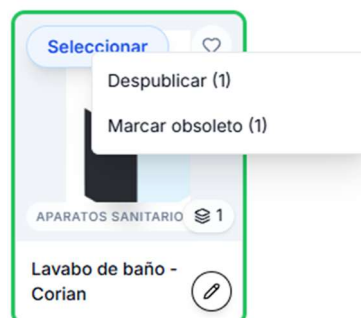 Seleccionar
Despublicar (1)
Marcar obsoleto (1)
APARATOS SANITARIO
1
Lavabo de baño -
Corian